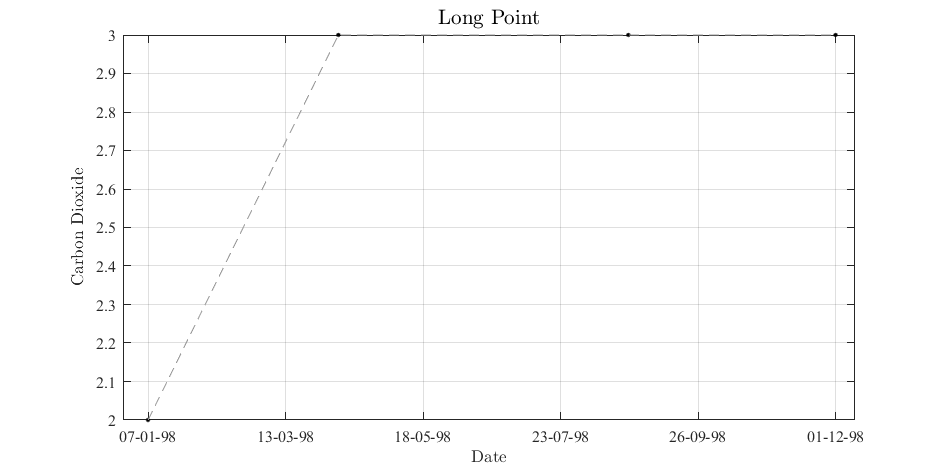 Long Point
3
2.9
2.8
2.7
2.6
2.5
2.4
2.3
2.2
2.1
2
Carbon Dioxide
07-01-98 13-03-98 18-05-98 23-07-98 26-09-98 01-12-98
Date